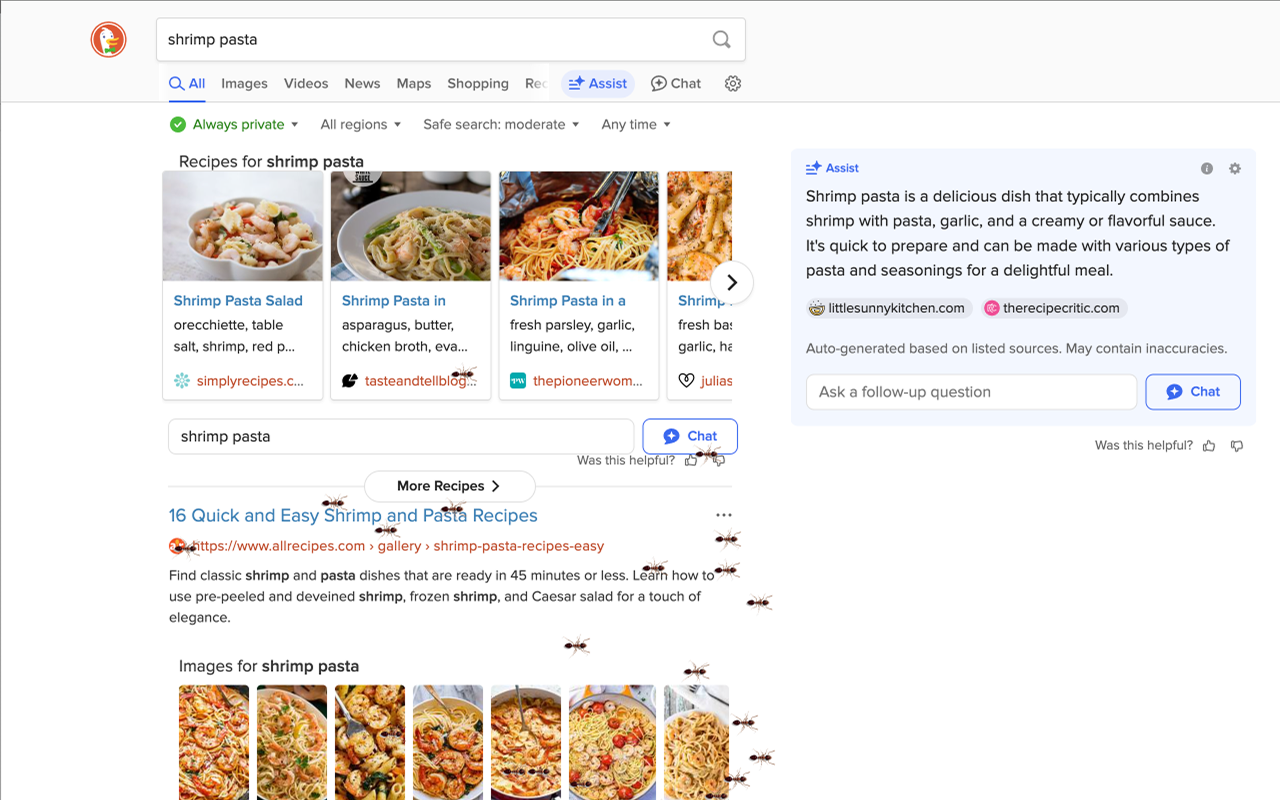 shrimp pasta
All Images Videos News Maps Shopping Rec Assist Chat
Always private All regions Safe search: moderate Any time
Recipes for shrimp pasta
Shrimp Pasta Salad
orecchiette, table
salt, shrimp, red p...
simplyrecipes.c...
Shrimp Pasta in
asparagus, butter,
chicken broth, eva...
tasteandtellblog...
Shrimp Pasta in a
fresh parsley, garlic,
linguine, olive oil, ...
thepioneerwom...
Shrimp
fresh bas
garlic, ha
julias
shrimp pasta
Chat
Was this helpful?
More Recipes
16 Quick and Easy Shrimp and Pasta Recipes
https://www.allrecipes.com › gallery › shrimp-pasta-recipes-easy
Find classic shrimp and pasta dishes that are ready in 45 minutes or less. Learn how to
use pre-peeled and deveined shrimp, frozen shrimp, and Caesar salad for a touch of
elegance.
Images for shrimp pasta
Assist
Shrimp pasta is a delicious dish that typically combines
shrimp with pasta, garlic, and a creamy or flavorful sauce.
It's quick to prepare and can be made with various types of
pasta and seasonings for a delightful meal.
littlesunnykitchen.com therecipecritic.com
Auto-generated based on listed sources. May contain inaccuracies.
Ask a follow-up question
Chat
Was this helpful?